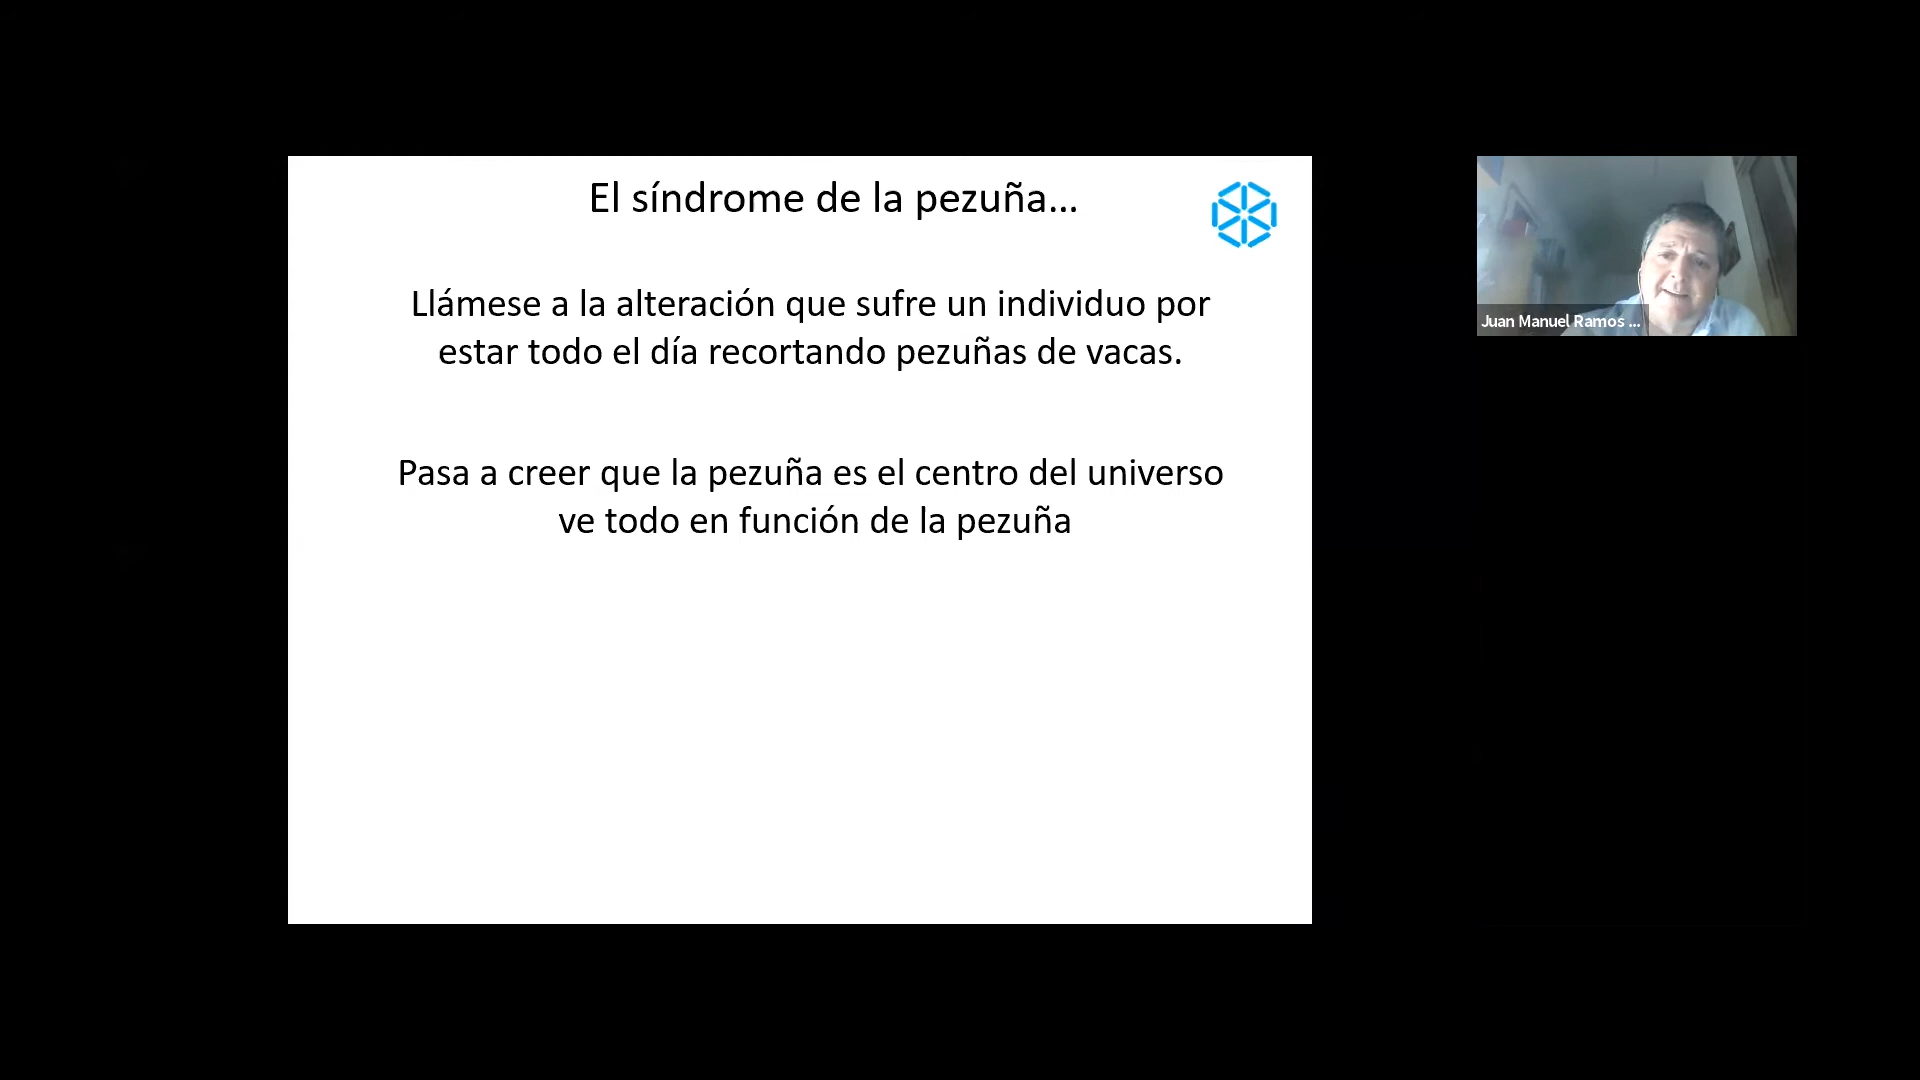 El síndrome de la pezuña...
Llámese a la alteración que sufre un individuo por
estar todo el día recortando pezuñas de vacas.
Pasa a creer que la pezuña es el centro del universo
ve todo en función de la pezuña
Juan Manuel Ramos ...